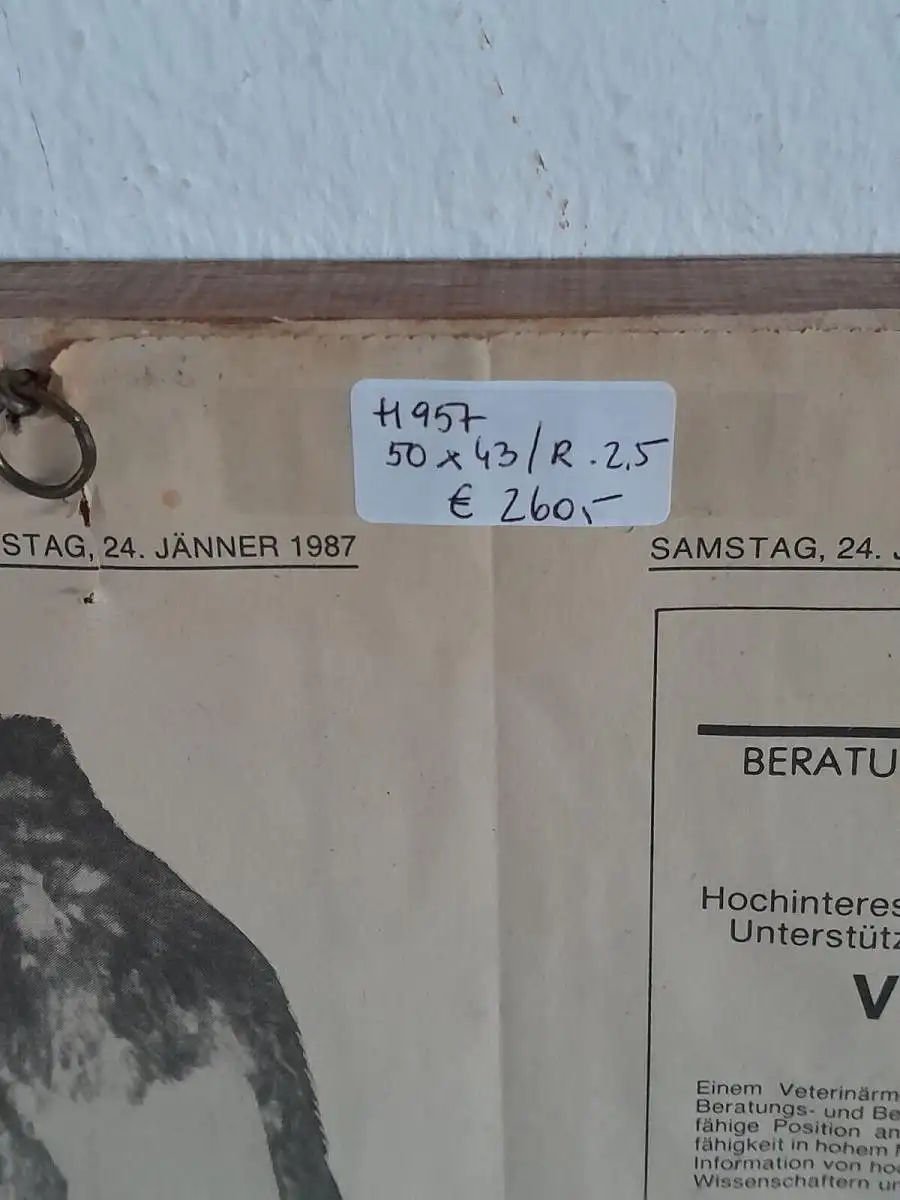 H957
50 x 43 / R. 2,5
€ 260,-
STAG, 24. JÄNNER 1987
SAMSTAG, 24.
BERATU
Hochinteres
Unterstütz
V
Einem Veterinärm
Beratungs- und Be
fähige Position an
fähigkeit in hohem
Information von ho
Wissenschaftern un